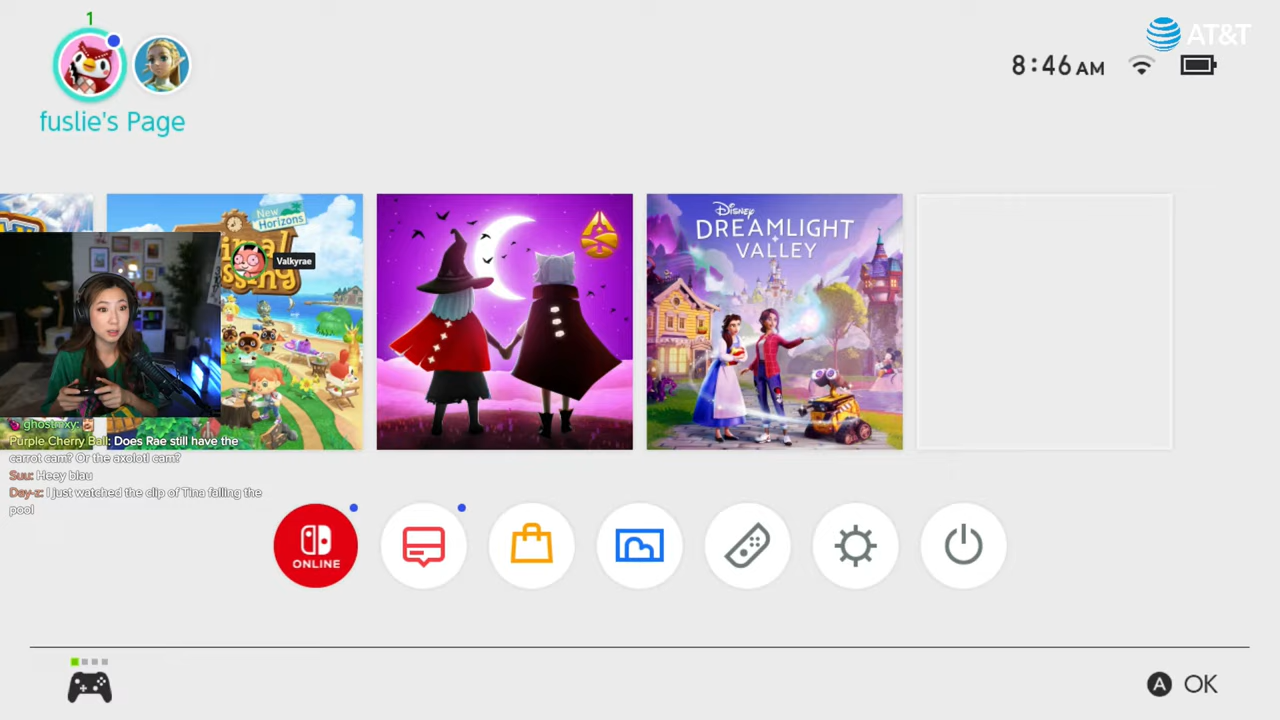 1
AT&T
8:46 AM
fuslie's Page
New
Horizons
Valkyrae
Disney
DREAMLIGHT
VALLEY
ghosthxy:
Purple Cherry Ball: Does Rae still have the
carrot cam? Or the axolotl cam?
Suu: Heey blau
Day-z: I just watched the clip of Tina falling the
pool
ONLINE
A OK